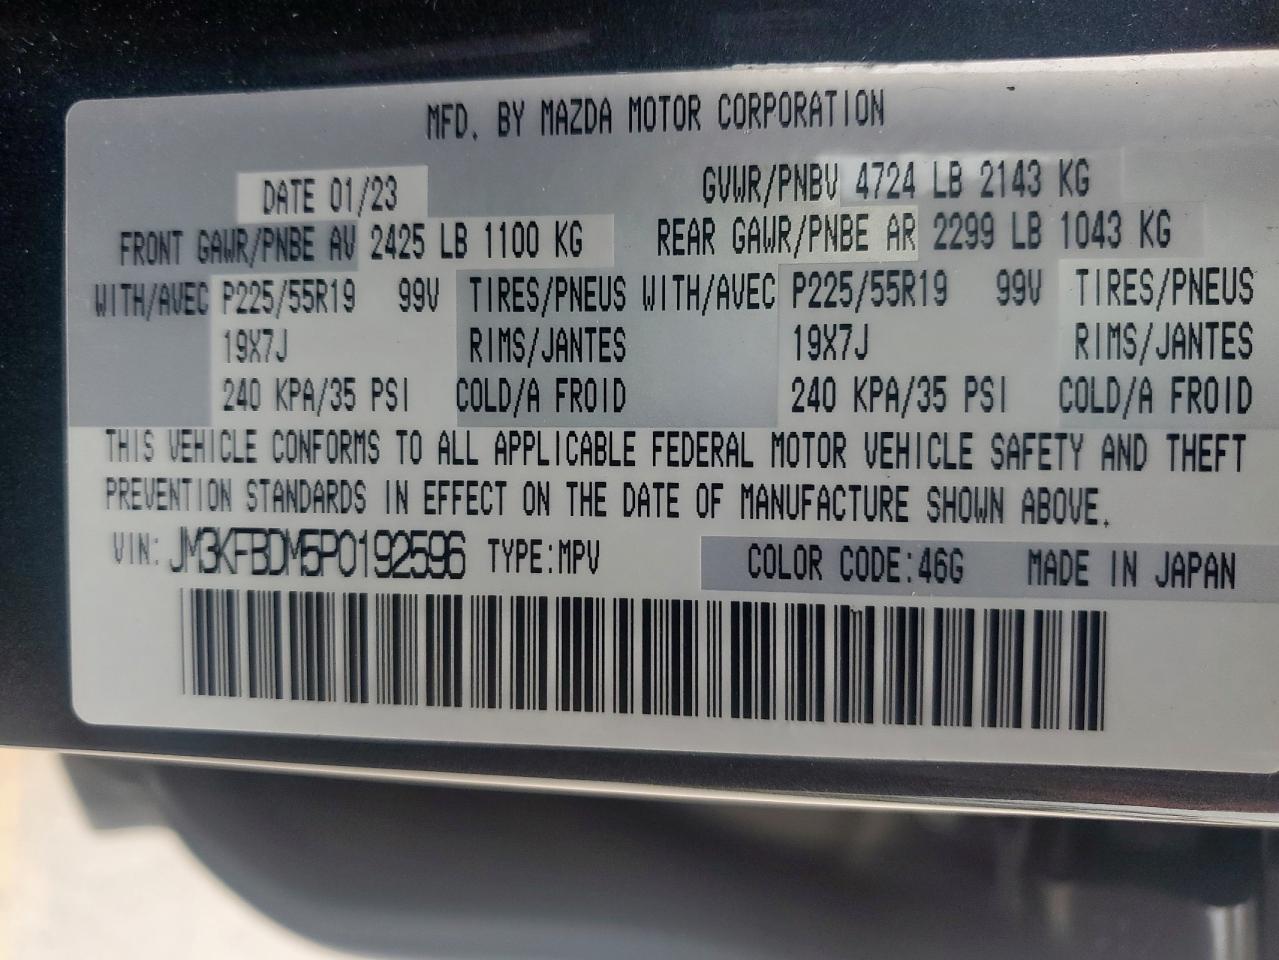 MFD. BY MAZDA MOTOR CORPORATION
DATE 01/23 GVWR/PNBV 4724 LB 2143 KG
FRONT GAWR/PNBE AV 2425 LB 1100 KG REAR GAWR/PNBE AR 2299 LB 1043 KG
WITH/AVEC P225/55R19 99V TIRES/PNEUS WITH/AVEC P225/55R19 99V TIRES/PNEUS
19X7J RIMS/JANTES 19X7J RIMS/JANTES
240 KPA/35 PSI COLD/A FROID 240 KPA/35 PSI COLD/A FROID
THIS VEHICLE CONFORMS TO ALL APPLICABLE FEDERAL MOTOR VEHICLE SAFETY AND THEFT
PREVENTION STANDARDS IN EFFECT ON THE DATE OF MANUFACTURE SHOWN ABOVE.
VIN: JM3KFBDM5P0192596 TYPE:MPV COLOR CODE:46G MADE IN JAPAN